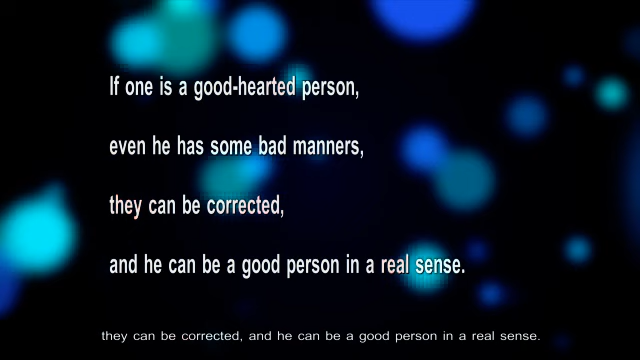 If one is a good-hearted person,
even he has some bad manners,
they can be corrected,
and he can be a good person in a real sense.
they can be corrected, and he can be a good person in a real sense.